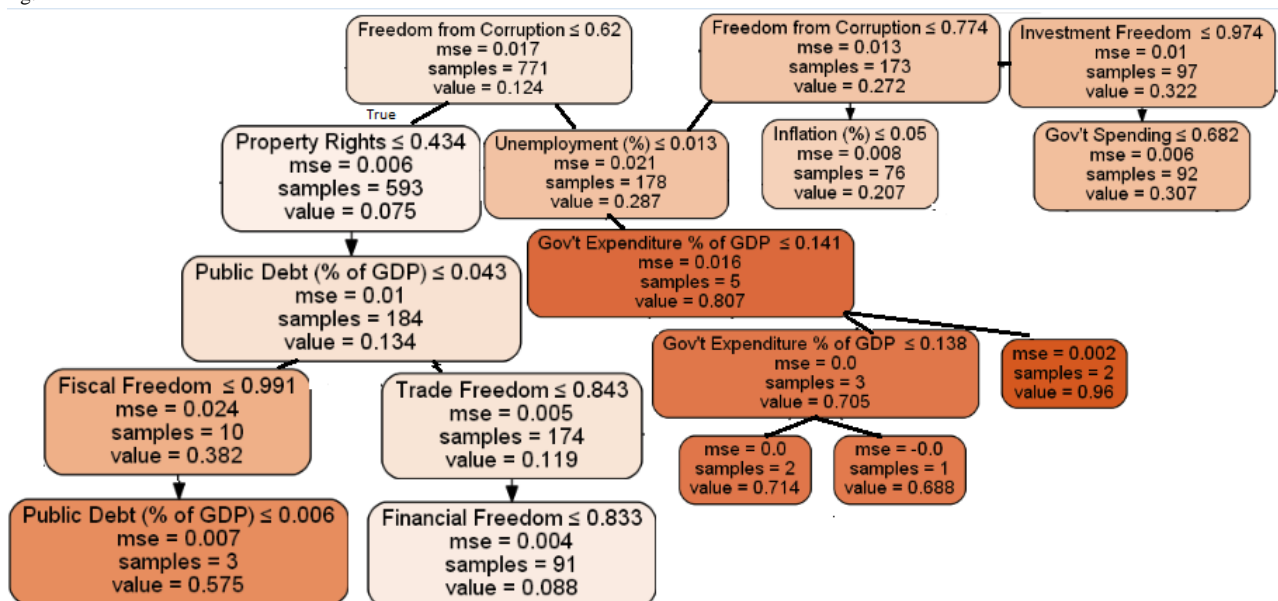 Freedom from Corruption ≤ 0.62
mse = 0.017
samples = 771
value = 0.124
Freedom from Corruption ≤ 0.774
mse = 0.013
samples = 173
value = 0.272
Investment Freedom ≤ 0.974
mse = 0.01
samples = 97
value = 0.322
True
Property Rights ≤ 0.434
mse = 0.006
samples = 593
value = 0.075
Unemployment (%) ≤ 0.013
mse = 0.021
samples = 178
value = 0.287
Inflation (%) ≤ 0.05
mse = 0.008
samples = 76
value = 0.207
Gov't Spending ≤ 0.682
mse = 0.006
samples = 92
value = 0.307
Public Debt (% of GDP) ≤ 0.043
mse = 0.01
samples = 184
value = 0.134
Gov't Expenditure % of GDP ≤ 0.141
mse = 0.016
samples = 5
value = 0.807
Gov't Expenditure % of GDP ≤ 0.138
mse = 0.0
samples = 3
value = 0.705
mse = 0.002
samples = 2
value = 0.96
Fiscal Freedom ≤ 0.991
mse = 0.024
samples = 10
value = 0.382
Trade Freedom ≤ 0.843
mse = 0.005
samples = 174
value = 0.119
mse = 0.0
samples = 2
value = 0.714
mse = -0.0
samples = 1
value = 0.688
Public Debt (% of GDP) ≤ 0.006
mse = 0.007
samples = 3
value = 0.575
Financial Freedom ≤ 0.833
mse = 0.004
samples = 91
value = 0.088